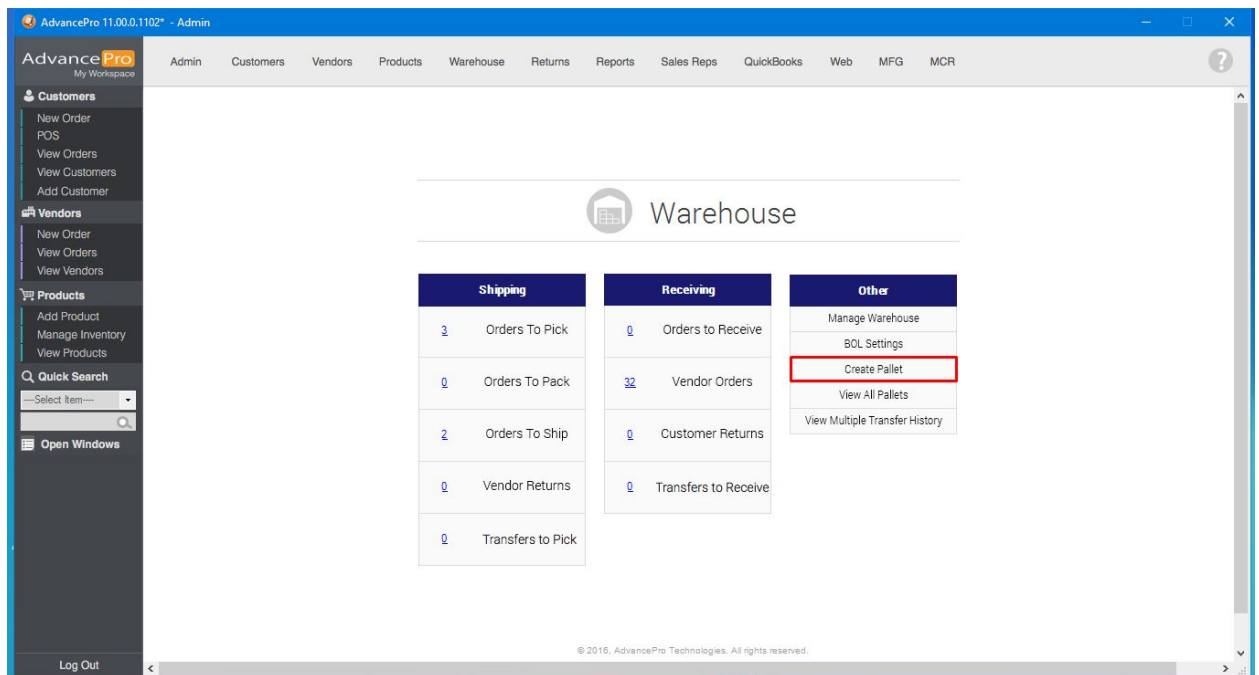 AdvancePro 11.00.0.1102* - Admin
AdvancePro
My Workspace
Admin Customers Vendors Products Warehouse Returns Reports Sales Reps QuickBooks Web MFG MCR
?
Customers
New Order
POS
View Orders
View Customers
Add Customer
Vendors
New Order
View Orders
View Vendors
Products
Add Product
Manage Inventory
View Products
Quick Search
---Select Item----
Open Windows
Log Out
Warehouse
Shipping
3 Orders To Pick
0 Orders To Pack
2 Orders To Ship
0 Vendor Returns
0 Transfers to Pick
Receiving
0 Orders to Receive
32 Vendor Orders
0 Customer Returns
0 Transfers to Receive
Other
Manage Warehouse
BOL Settings
Create Pallet
View All Pallets
View Multiple Transfer History
© 2016, AdvancePro Technologies. All rights reserved.